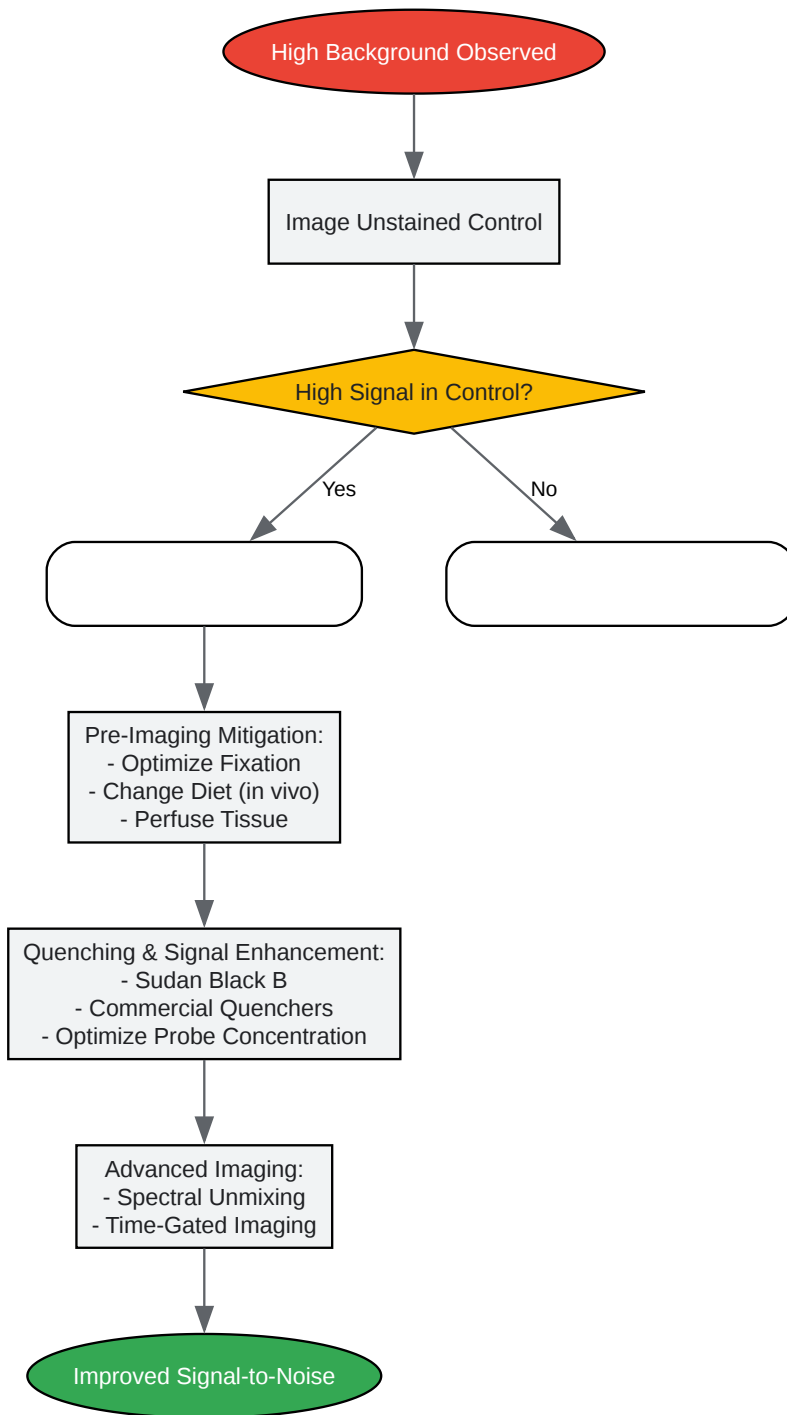 High Background Observed
Image Unstained Control
High Signal in Control?
Yes
No
Pre-Imaging Mitigation:
- Optimize Fixation
- Change Diet (in vivo)
- Perfuse Tissue
Quenching & Signal Enhancement:
- Sudan Black B
- Commercial Quenchers
- Optimize Probe Concentration
Advanced Imaging:
- Spectral Unmixing
- Time-Gated Imaging
Improved Signal-to-Noise